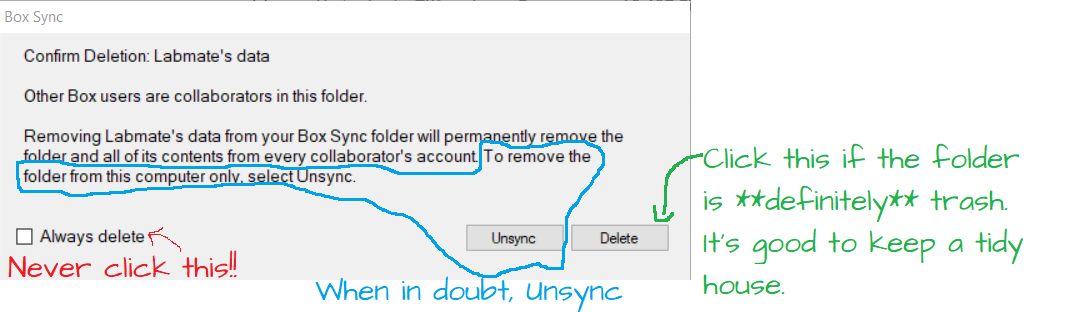 Box Sync
Confirm Deletion: Labmate's data
Other Box users are collaborators in this folder.
Removing Labmate's data from your Box Sync folder will permanently remove the
folder and all of its contents from every collaborator's account. To remove the
folder from this computer only, select Unsync.
Always delete
Unsync
Delete
Never click this!!
When in doubt, Unsync
Click this if the folder
is **definitely** trash.
It's good to keep a tidy
house.